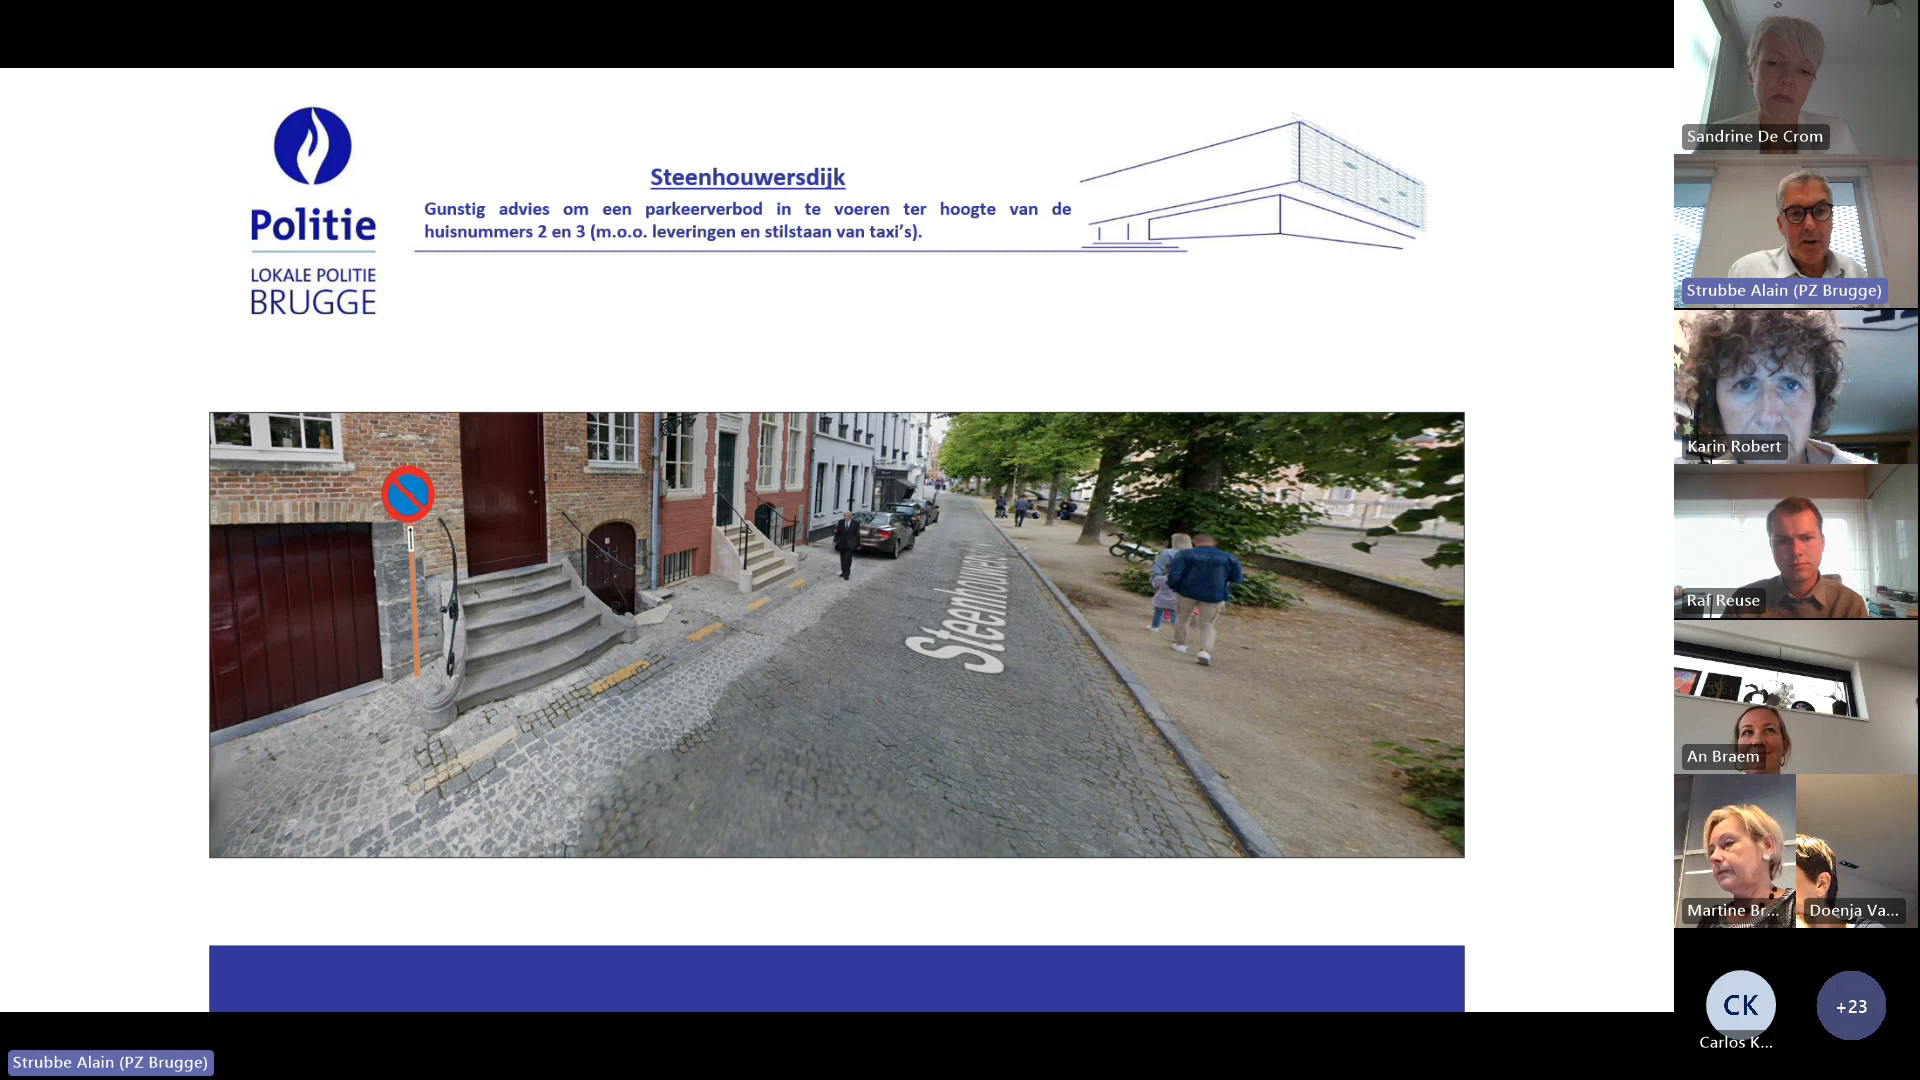 Politie
LOKALE POLITIE
BRUGGE
Steenhouwersdijk
Gunstig advies om een parkeerverbod in te voeren ter hoogte van de
huisnummers 2 en 3 (m.o.o. leveringen en stilstaan van taxi's).
Steenhouwers
Sandrine De Crom
Strubbe Alain (PZ Brugge)
Karin Robert
Raf Reuse
An Braem
Martine Br...
Doenja Va...
CK
Carlos K...
+23
Strubbe Alain (PZ Brugge)